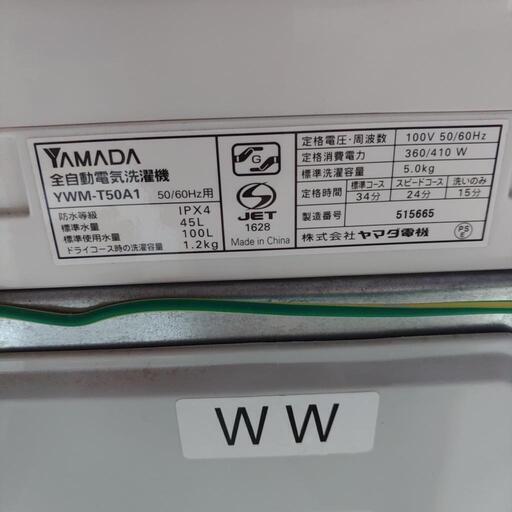 YAMADA
全自動電気洗濯機
YWM-T50A1 50/60Hz用
防水等級 IPX4
標準水量 45L
標準使用水量 100L
ドライコース時の洗濯容量 1.2kg
G
JET
1628
Made in China
定格電圧・周波数 100V 50/60Hz
定格消費電力 360/410 W
標準洗濯容量 5.0kg
定格時間 標準コース スピードコース 洗いのみ
34分 24分 15分
製造番号 515665
株式会社 ヤマダ電機
PS
E
WW